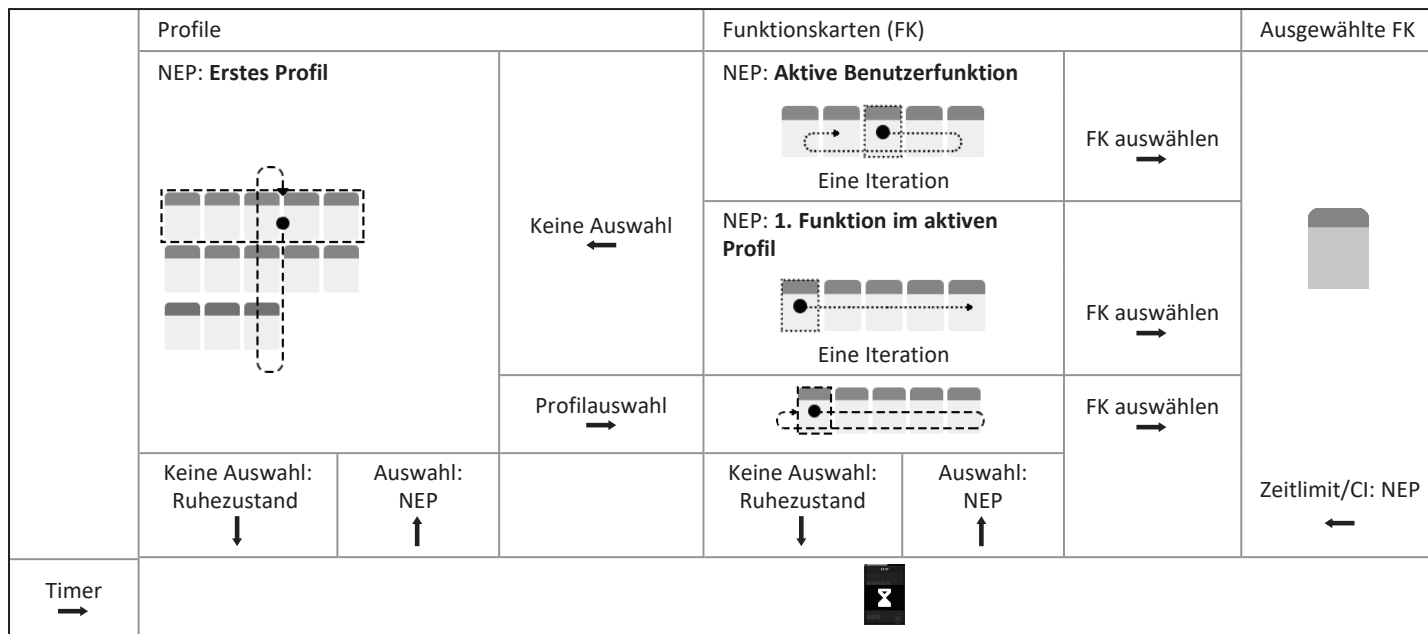 Profile
Funktionskarten (FK)
Ausgewählte FK
NEP: Erstes Profil
Keine Auswahl
NEP: Aktive Benutzerfunktion
Eine Iteration
FK auswählen
NEP: 1. Funktion im aktiven
Profil
Eine Iteration
FK auswählen
Profilauswahl
FK auswählen
Keine Auswahl:
Ruhezustand
Auswahl:
NEP
Keine Auswahl:
Ruhezustand
Auswahl:
NEP
Zeitlimit/CI: NEP
Timer